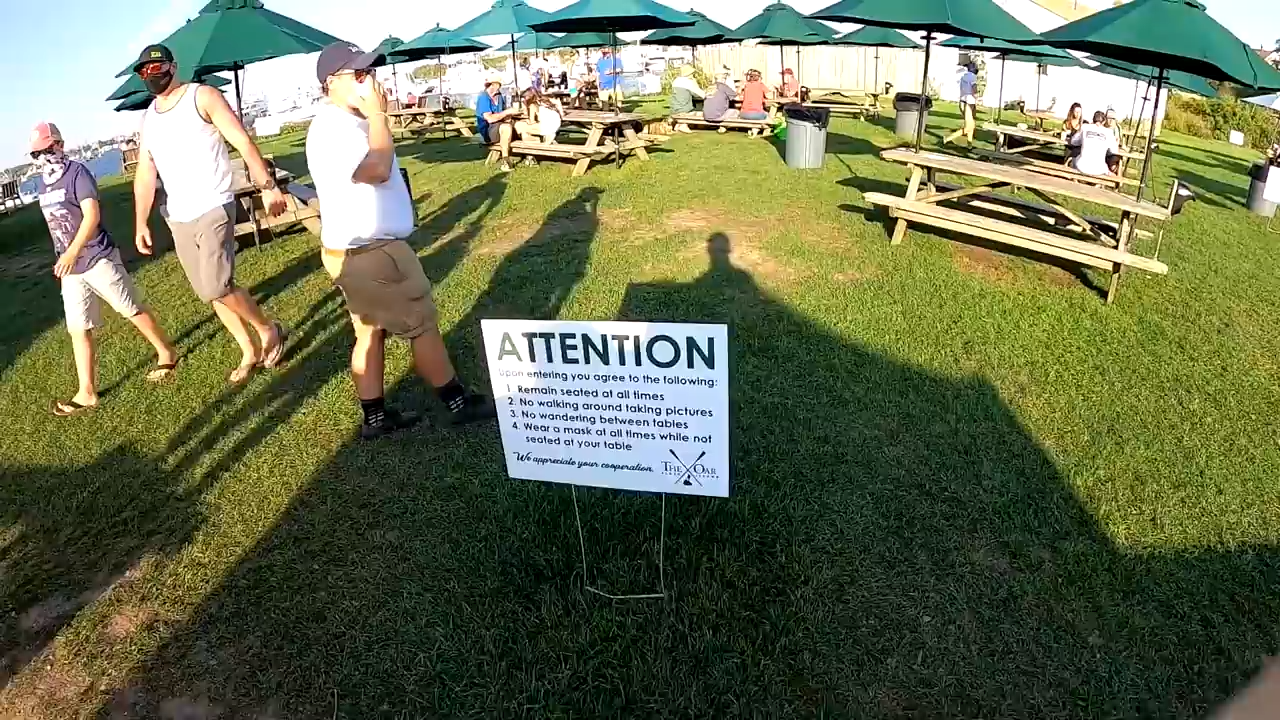 ATTENTION
Upon entering you agree to the following:
1. Remain seated at all times
2. No walking around taking pictures
3. No wandering between tables
4. Wear a mask at all times while not
seated at your table
We appreciate your cooperation.
THE OAR